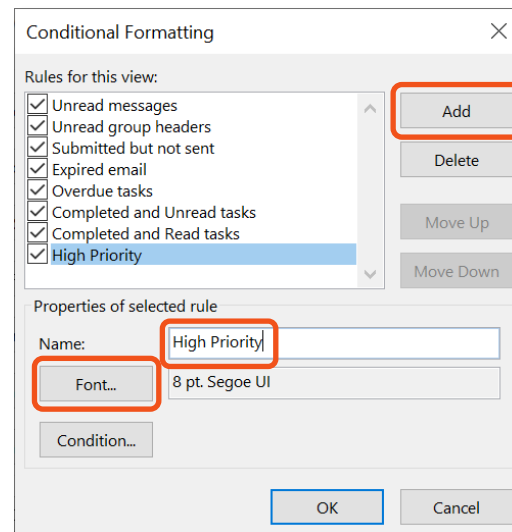 Conditional Formatting
Rules for this view:
Unread messages
Unread group headers
Submitted but not sent
Expired email
Overdue tasks
Completed and Unread tasks
Completed and Read tasks
High Priority
Add
Delete
Move Up
Move Down
Properties of selected rule
Name:
High Priority
Font...
8 pt. Segoe UI
Condition...
OK
Cancel